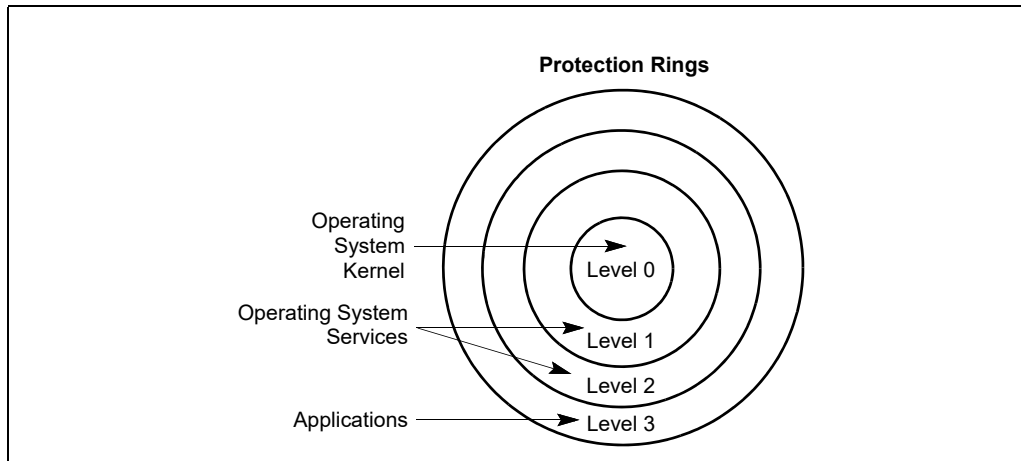 Protection Rings
Operating
System
Kernel
Level 0
Operating System
Services
Level 1
Level 2
Applications
Level 3